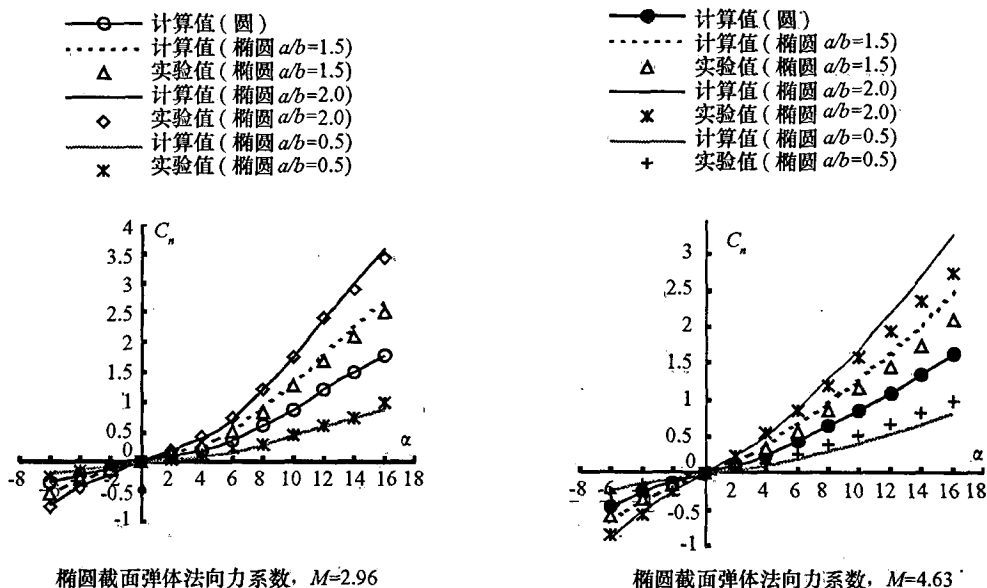 计算值(圆)
计算值(椭圆 a/b=1.5)
实验值(椭圆 a/b=1.5)
计算值(椭圆 a/b=2.0)
实验值(椭圆 a/b=2.0)
计算值(椭圆 a/b=0.5)
实验值(椭圆 a/b=0.5)
4
3.5
3
2.5
2
1.5
1
0.5
0
-0.5
-1
Cn
α
-8 -6 -4 -2 2 4 6 8 10 12 14 16 18
椭圆截面弹体法向力系数，M=2.96
计算值(圆)
计算值(椭圆 a/b=1.5)
实验值(椭圆 a/b=1.5)
计算值(椭圆 a/b=2.0)
实验值(椭圆 a/b=2.0)
计算值(椭圆 a/b=0.5)
实验值(椭圆 a/b=0.5)
3
2.5
2
1.5
1
0.5
0
-0.5
-1
Cn
α
-8 -6 -4 -2 2 4 6 8 10 12 14 16 18
椭圆截面弹体法向力系数，M=4.63